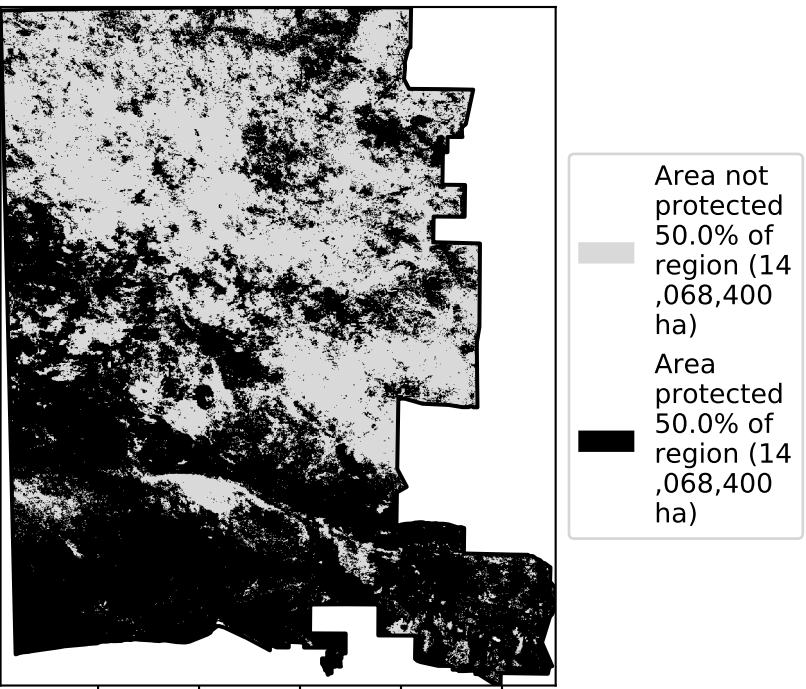 Area not
protected
50.0% of
region (14
,068,400
ha)
Area
protected
50.0% of
region (14
,068,400
ha)